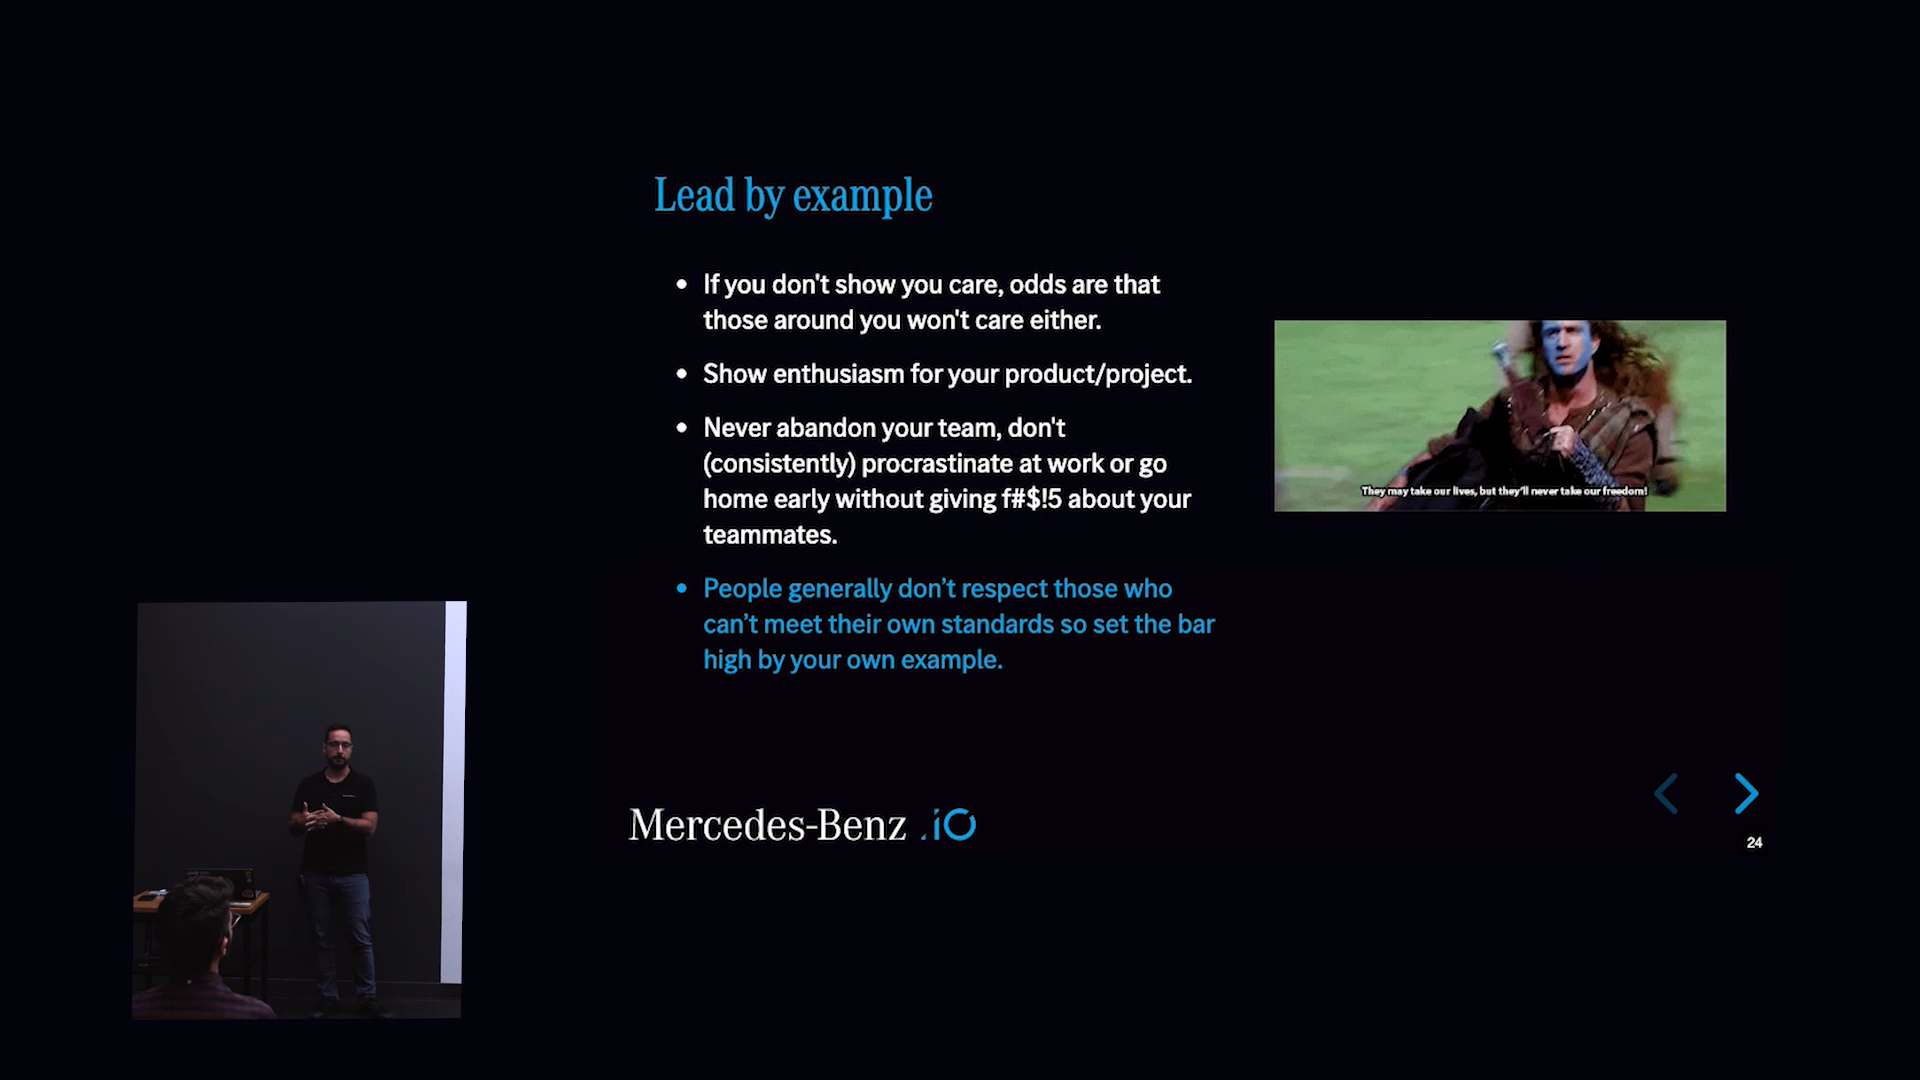 Lead by example
If you don't show you care, odds are that
those around you won't care either.
Show enthusiasm for your product/project.
Never abandon your team, don't
(consistently) procrastinate at work or go
home early without giving f#$!5 about your
teammates.
They may take our lives, but they'll never take our freedom!
People generally don’t respect those who
can’t meet their own standards so set the bar
high by your own example.
Mercedes-Benz .io
24